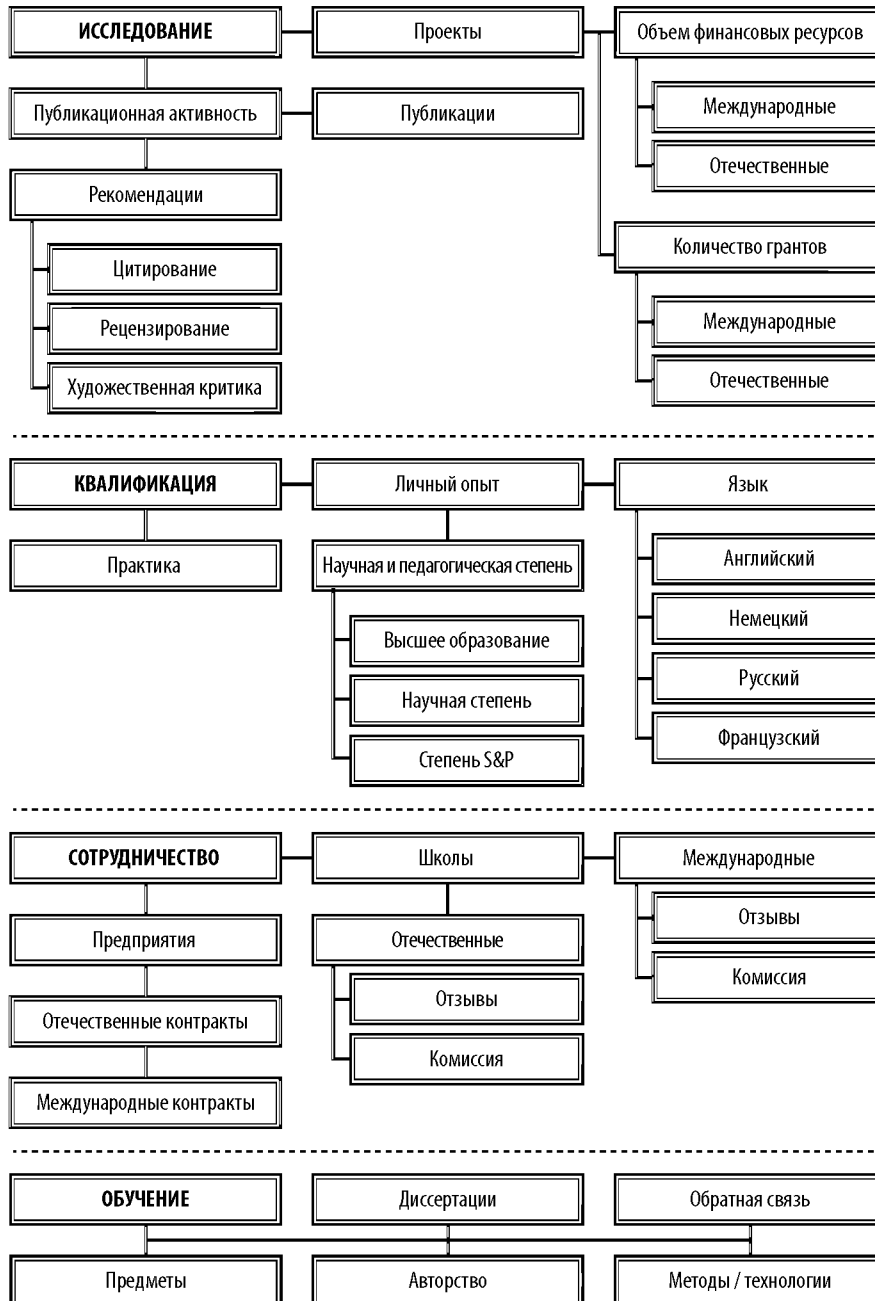 ИССЛЕДОВАНИЕ
Проекты
Объем финансовых ресурсов
Международные
Отечественные
Количество грантов
Международные
Отечественные
Публикационная активность
Публикации
Рекомендации
Цитирование
Рецензирование
Художественная критика
КВАЛИФИКАЦИЯ
Личный опыт
Язык
Практика
Научная и педагогическая степень
Высшее образование
Научная степень
Степень S&P
Английский
Немецкий
Русский
Французский
СОТРУДНИЧЕСТВО
Школы
Международные
Отзывы
Комиссия
Предприятия
Отечественные контракты
Международные контракты
Отечественные
Отзывы
Комиссия
ОБУЧЕНИЕ
Диссертации
Обратная связь
Предметы
Авторство
Методы / технологии